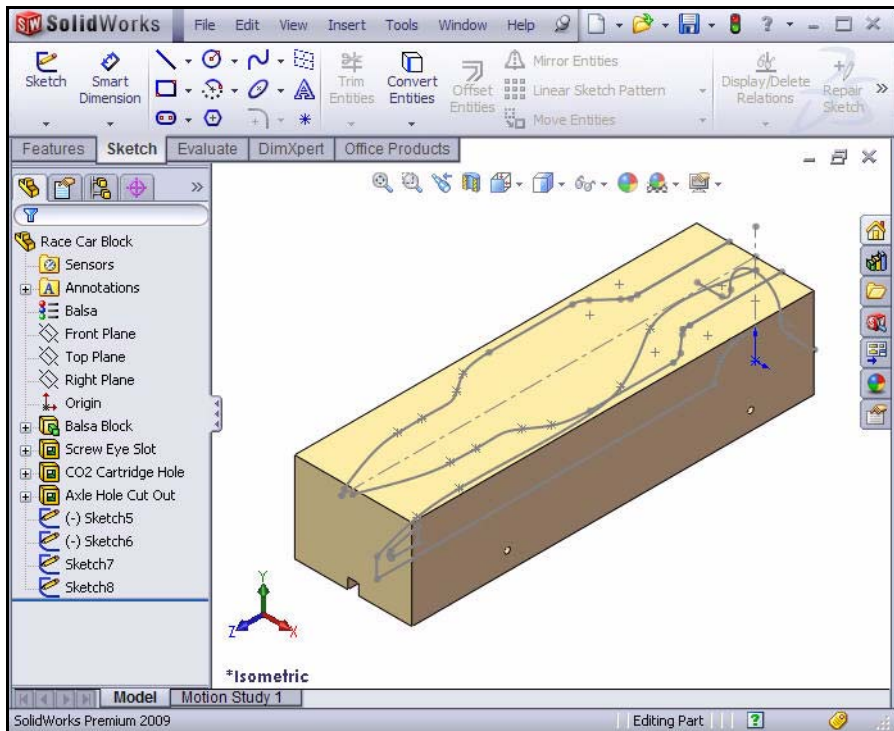 SolidWorks File Edit View Insert Tools Window Help
Sketch Smart Dimension Trim Entities Convert Entities Offset Entities Mirror Entities Display/Delete Relations Repair Sketch
Linear Sketch Pattern
Move Entities
Features Sketch Evaluate DimXpert Office Products
Race Car Block
Sensors
Annotations
Balsa
Front Plane
Top Plane
Right Plane
Origin
Balsa Block
Screw Eye Slot
CO2 Cartridge Hole
Axle Hole Cut Out
(-) Sketch5
(-) Sketch6
Sketch7
Sketch8
Y
Z X
*Isometric
Model Motion Study 1
SolidWorks Premium 2009 Editing Part